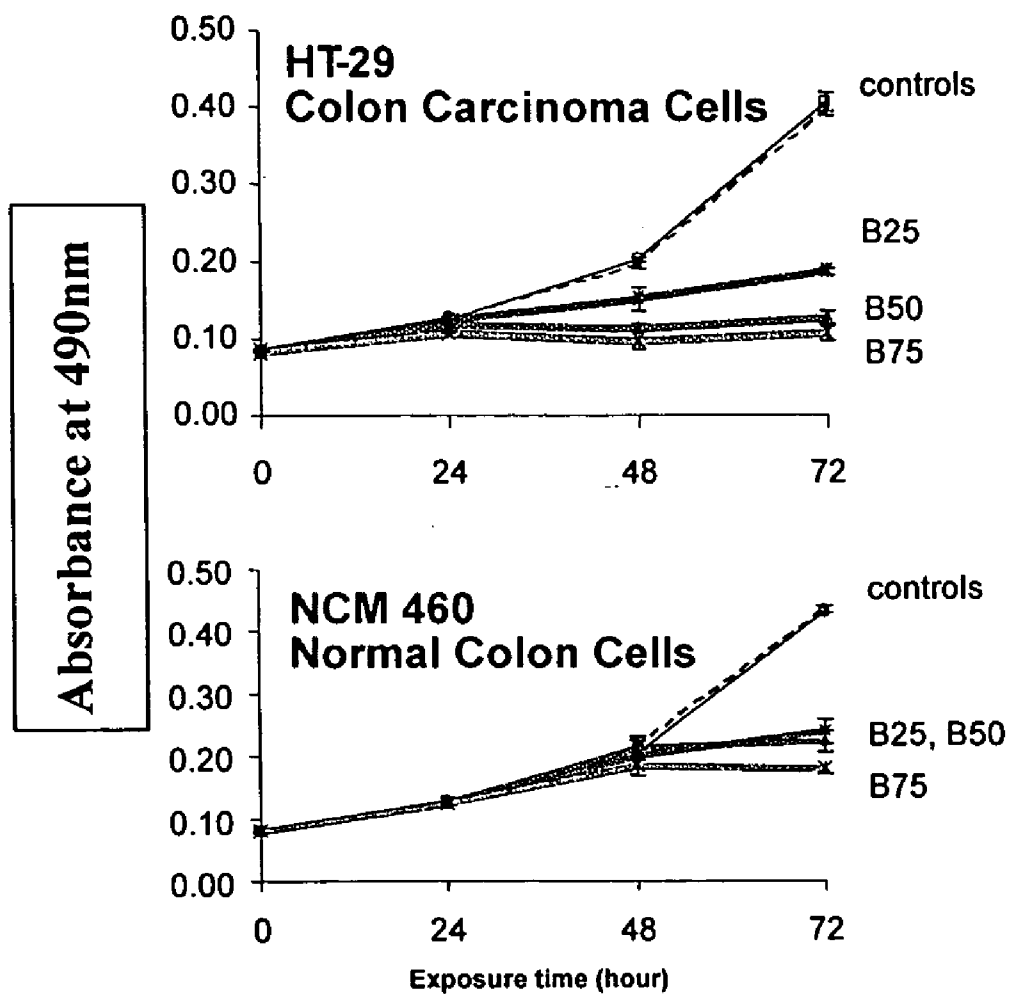 Absorbance at 490nm
HT-29
Colon Carcinoma Cells
0.50
0.40
0.30
0.20
0.10
0.00
0 24 48 72
controls
B25
B50
B75
NCM 460
Normal Colon Cells
0.50
0.40
0.30
0.20
0.10
0.00
0 24 48 72
controls
B25, B50
B75
Exposure time (hour)